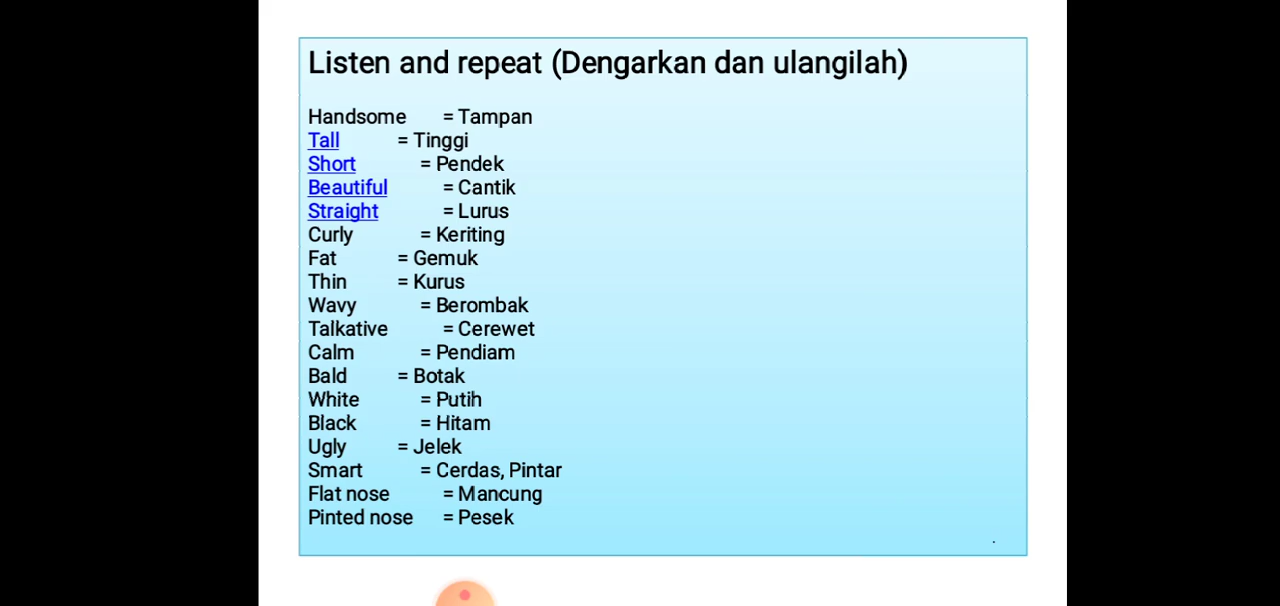 Listen and repeat (Dengarkan dan ulangilah)
Handsome = Tampan
Tall = Tinggi
Short = Pendek
Beautiful = Cantik
Straight = Lurus
Curly = Keriting
Fat = Gemuk
Thin = Kurus
Wavy = Berombak
Talkative = Cerewet
Calm = Pendiam
Bald = Botak
White = Putih
Black = Hitam
Ugly = Jelek
Smart = Cerdas, Pintar
Flat nose = Mancung
Pinted nose = Pesek
.